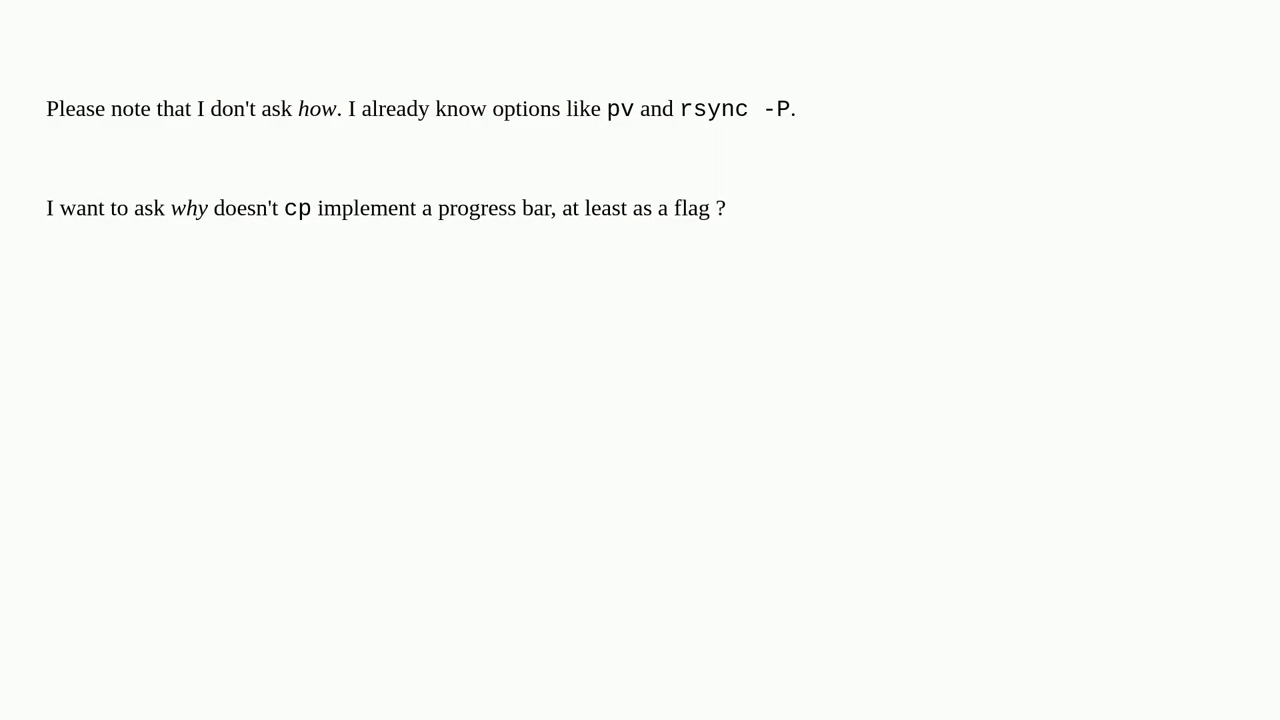 Please note that I don't ask how. I already know options like pv and rsync -P.
I want to ask why doesn't cp implement a progress bar, at least as a flag ?